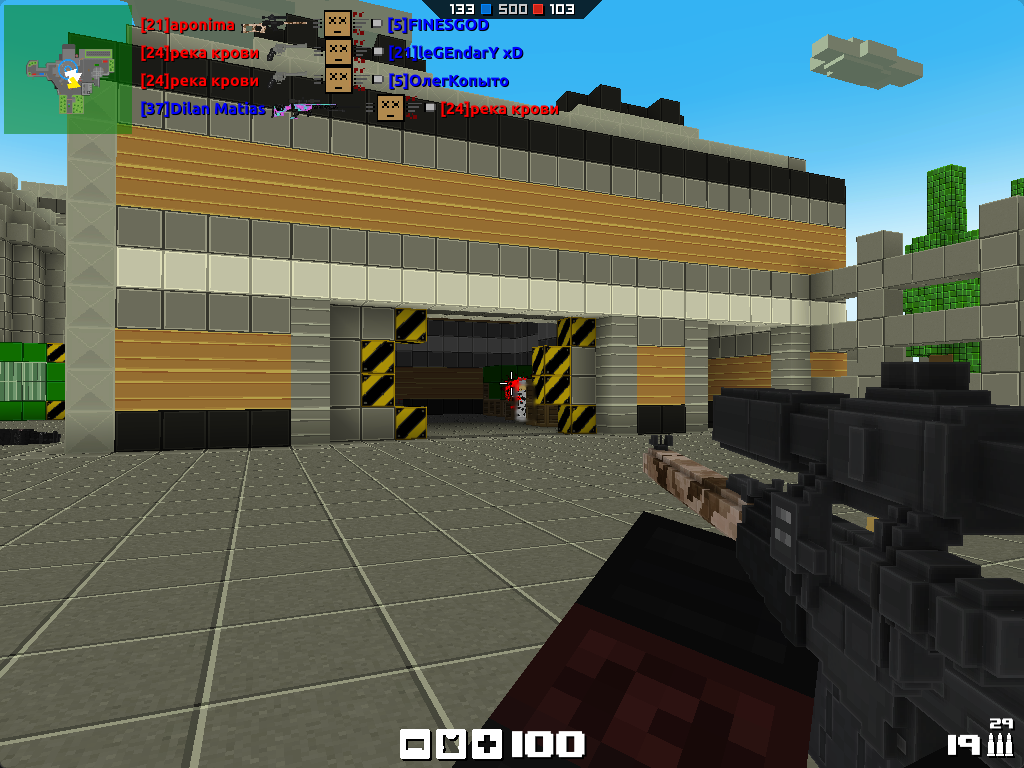 133 500 103
[21]aponima [5]FINESGOD
[24]река крови [21]leGEndarY xD
[24]река крови [5]ОлегКопыто
[37]Dilan Matias [24]река крови
29
100 19